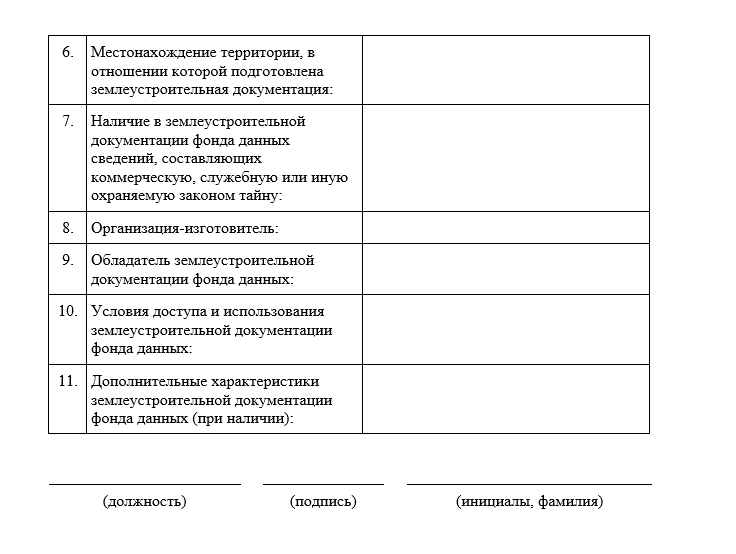 6. Местонахождение территории, в
отношении которой подготовлена
землеустроительная документация:
7. Наличие в землеустроительной
документации фонда данных
сведений, составляющих
коммерческую, служебную или иную
охраняемую законом тайну:
8. Организация-изготовитель:
9. Обладатель землеустроительной
документации фонда данных:
10. Условия доступа и использования
землеустроительной документации
фонда данных:
11. Дополнительные характеристики
землеустроительной документации
фонда данных (при наличии):
(должность) (подпись) (инициалы, фамилия)